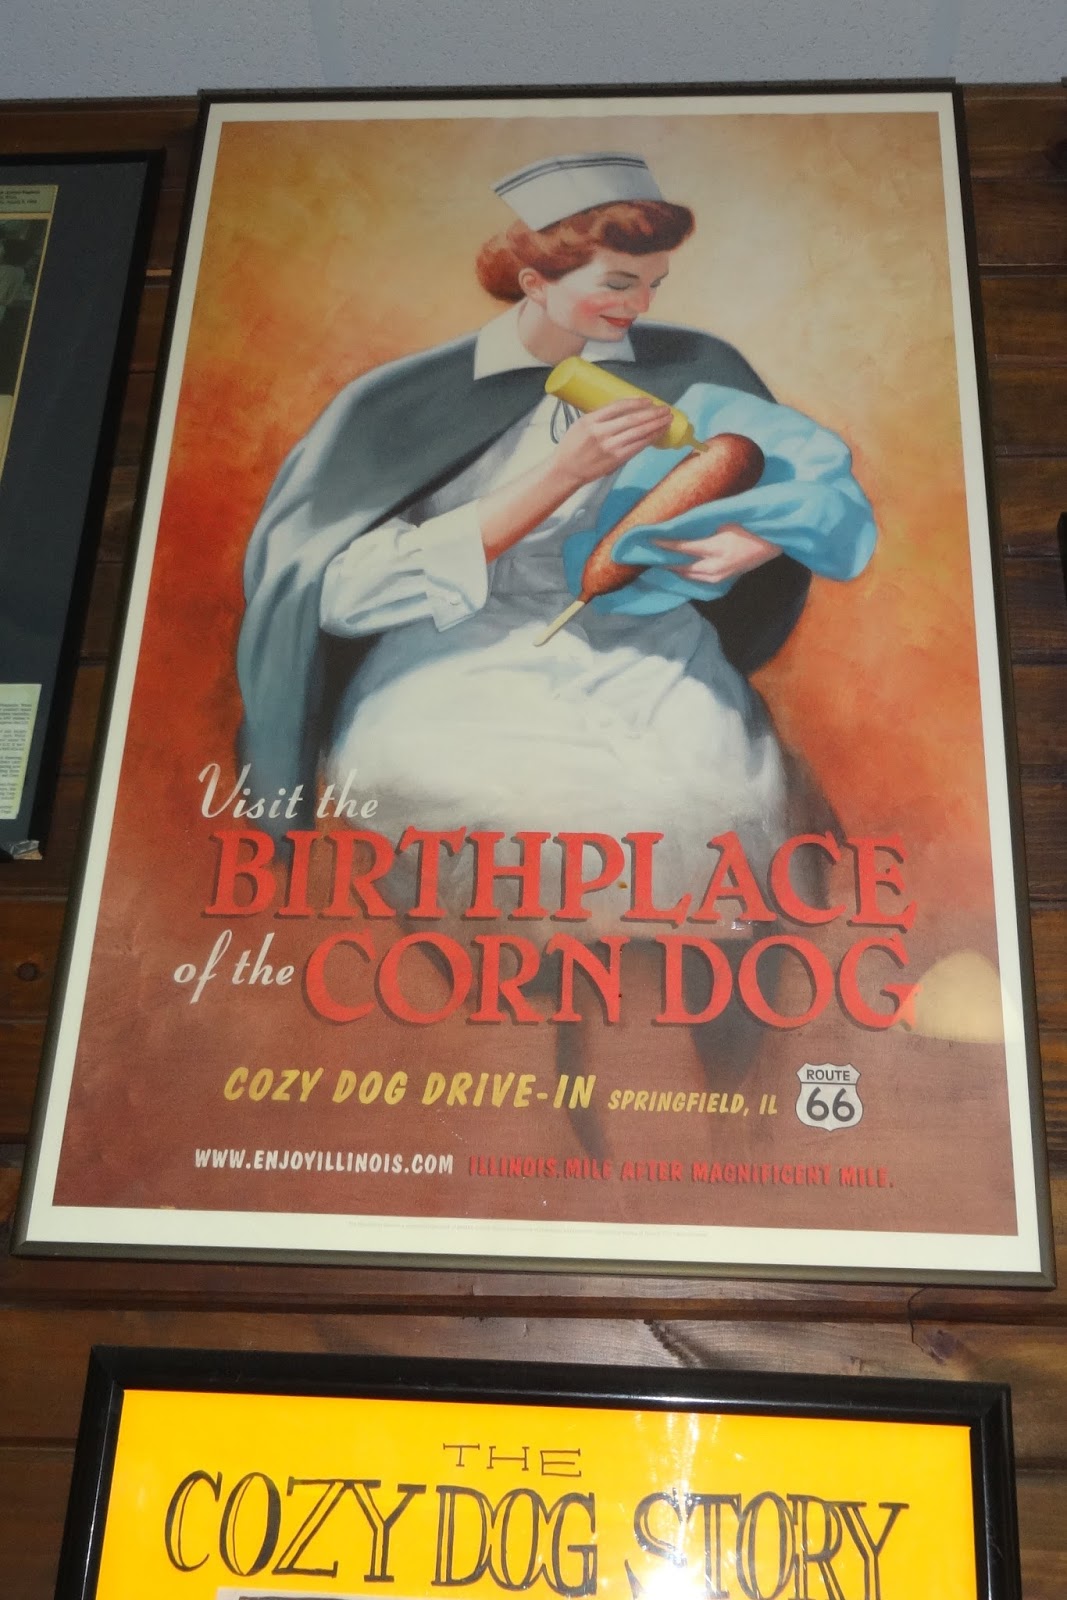 Visit the
BIRTHPLACE
of the CORN DOG
COZY DOG DRIVE-IN SPRINGFIELD, IL
ROUTE
66
WWW.ENJOYILLINOIS.COM ILLINOIS. MILE AFTER MAGNIFICENT MILE.
THE
COZY DOG STORY